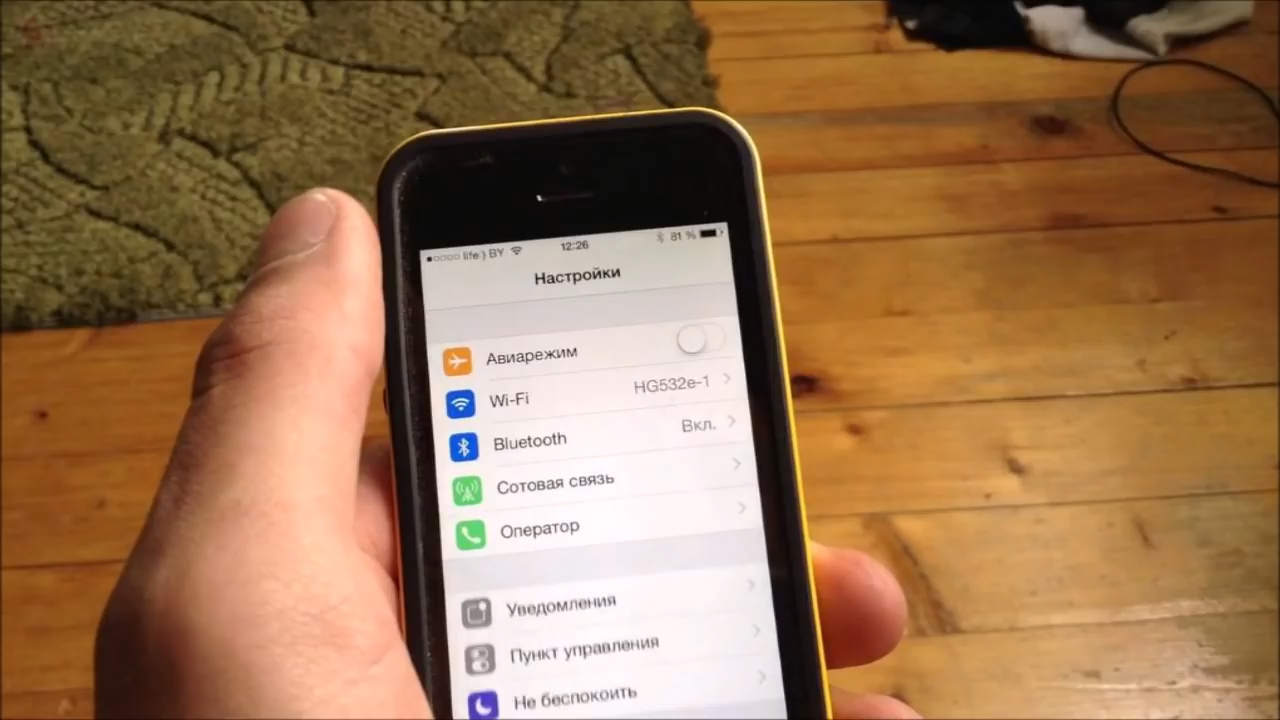 life:) BY 12:26 81 %
Настройки
Авиарежим
Wi-Fi HG532e-1
Bluetooth Вкл.
Сотовая связь
Оператор
Уведомления
Пункт управления
Не беспокоить